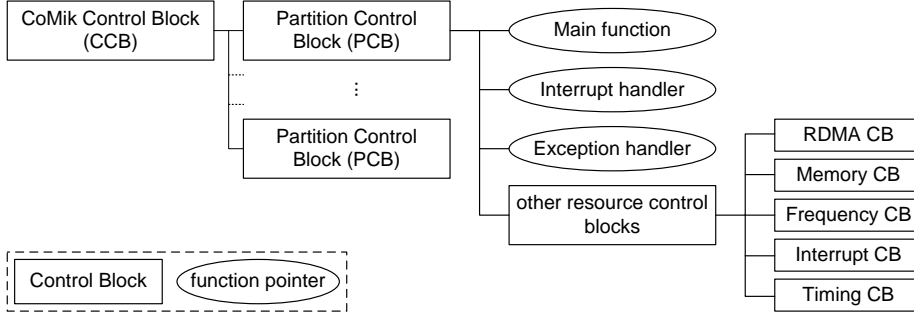 CoMik Control Block
(CCB)
Partition Control
Block (PCB)
Main function
Interrupt handler
⋮
Partition Control
Block (PCB)
Exception handler
other resource control
blocks
RDMA CB
Memory CB
Frequency CB
Interrupt CB
Timing CB
Control Block
function pointer